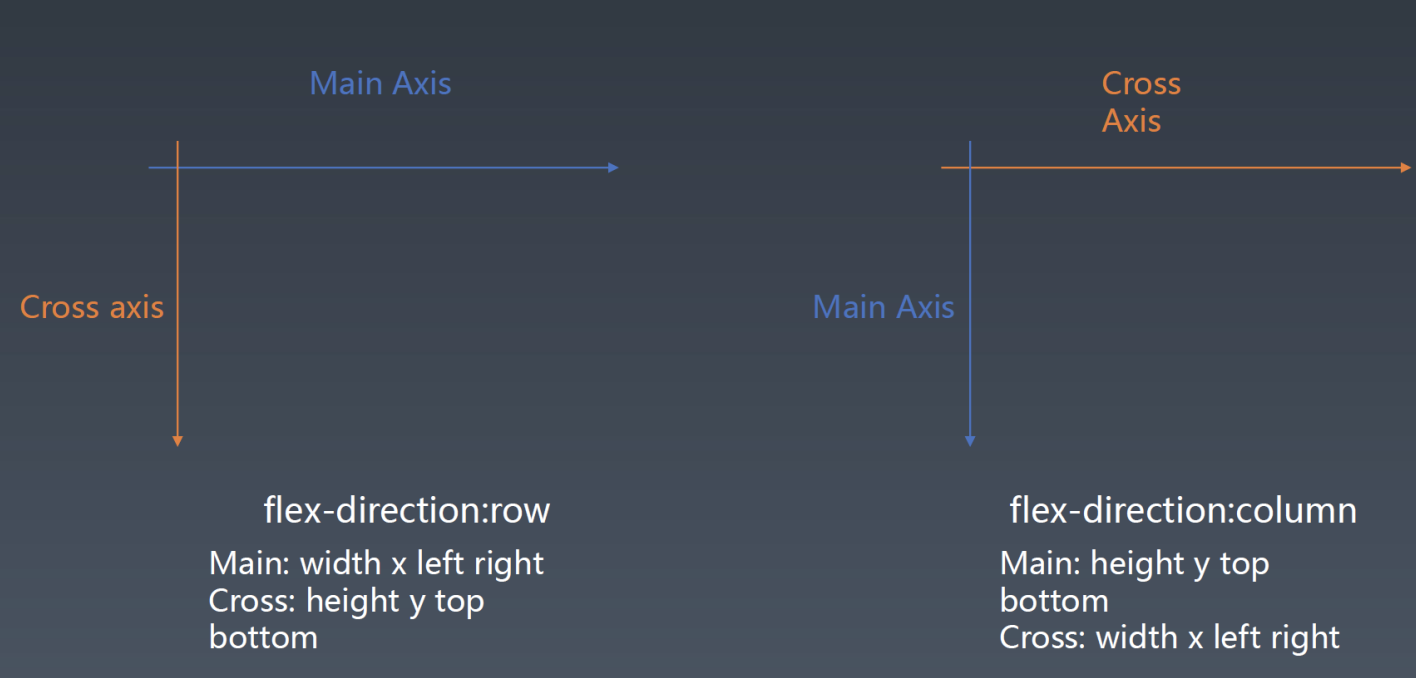 Main Axis
Cross axis
flex-direction:row
Main: width x left right
Cross: height y top
bottom
Cross
Axis
Main Axis
flex-direction:column
Main: height y top
bottom
Cross: width x left right